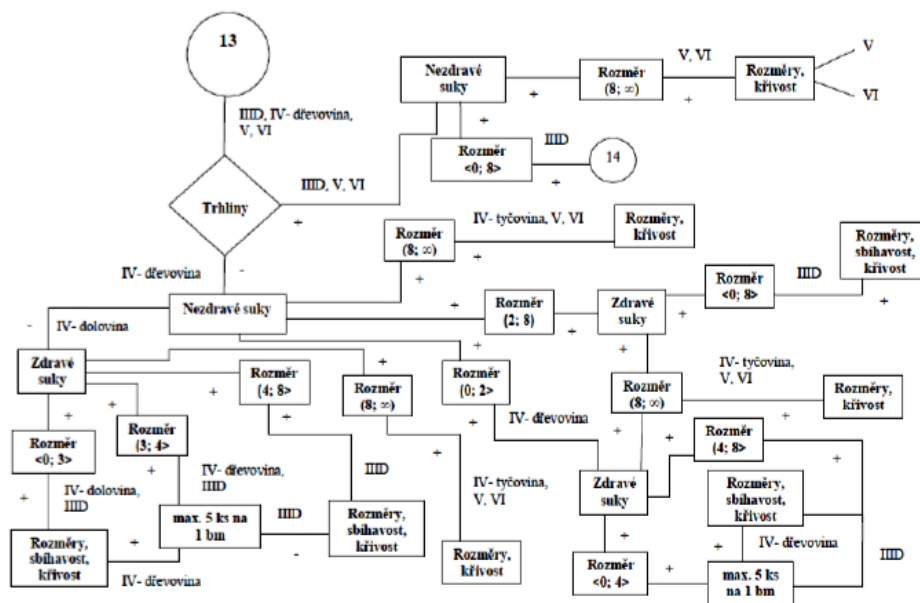 13
IIID, IV- dřevovina,
V, VI
Trhliny
+
IIID, V, VI
Nezdravé
suky
+
Rozměr
(8; ∞)
V, VI
+
Rozměry,
křivost
V
VI
+
Rozměr
<0; 8>
IIID
+
14
-
IV- dřevovina
Nezdravé suky
+
Rozměr
(8; ∞)
IV- tyčovina, V, VI
+
Rozměry,
křivost
+
Rozměr
(2; 8)
+
Zdravé
suky
+
Rozměr
<0; 8>
IIID
+
Rozměry,
sbíhavost,
křivost
-
IV- dolovina
Zdravé
suky
+
Rozměr
<0; 3>
+
IV- dolovina,
IIID
Rozměry,
sbíhavost,
křivost
+
Rozměr
(3; 4>
+
IV- dřevovina,
IIID
max. 5 ks na
1 bm
+
IV- dřevovina
IIID
-
+
Rozměr
(4; 8>
+
IIID
Rozměry,
sbíhavost,
křivost
+
Rozměr
(8; ∞)
+
IV- tyčovina,
V, VI
Rozměry,
křivost
+
Rozměr
(0; 2>
+
IV- dřevovina
+
Rozměr
(8; ∞)
+
IV- tyčovina,
V, VI
+
Rozměry,
křivost
Zdravé
suky
+
Rozměr
(4; 8>
+
IIID
+
Rozměr
<0; 4>
+
max. 5 ks
na 1 bm
+
IV- dřevovina
-
Rozměry,
sbíhavost,
křivost